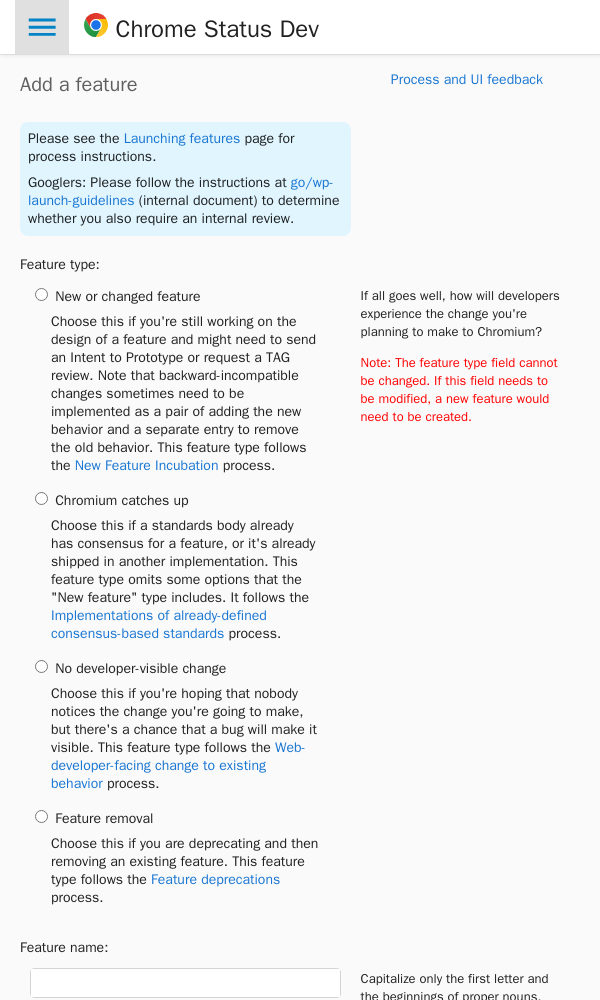 Chrome Status Dev
Add a feature
Process and UI feedback
Please see the Launching features page for
process instructions.
Googlers: Please follow the instructions at go/wp-
launch-guidelines (internal document) to determine
whether you also require an internal review.
Feature type:
New or changed feature
Choose this if you're still working on the
design of a feature and might need to send
an Intent to Prototype or request a TAG
review. Note that backward-incompatible
changes sometimes need to be
implemented as a pair of adding the new
behavior and a separate entry to remove
the old behavior. This feature type follows
the New Feature Incubation process.
If all goes well, how will developers
experience the change you're
planning to make to Chromium?
Note: The feature type field cannot
be changed. If this field needs to
be modified, a new feature would
need to be created.
Chromium catches up
Choose this if a standards body already
has consensus for a feature, or it's already
shipped in another implementation. This
feature type omits some options that the
"New feature" type includes. It follows the
Implementations of already-defined
consensus-based standards process.
No developer-visible change
Choose this if you're hoping that nobody
notices the change you're going to make,
but there's a chance that a bug will make it
visible. This feature type follows the Web-
developer-facing change to existing
behavior process.
Feature removal
Choose this if you are deprecating and then
removing an existing feature. This feature
type follows the Feature deprecations
process.
Feature name:
Capitalize only the first letter and
the beginnings of proper nouns.